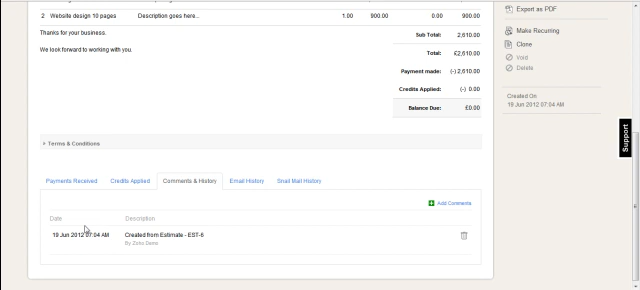 2 Website design 10 pages Description goes here... 1.00 900.00 0.00 900.00
Thanks for your business.
We look forward to working with you.
Sub Total: 2,610.00
Total: £2,610.00
Payment made: (-) 2,610.00
Credits Applied: (-) 0.00
Balance Due: £0.00
Terms & Conditions
Payments Received Credits Applied Comments & History Email History Snail Mail History
Add Comments
Date Description
19 Jun 2012 07:04 AM Created from Estimate - EST-6
By Zoho Demo
Export as PDF
Make Recurring
Clone
Void
Delete
Created On
19 Jun 2012 07:04 AM
Support